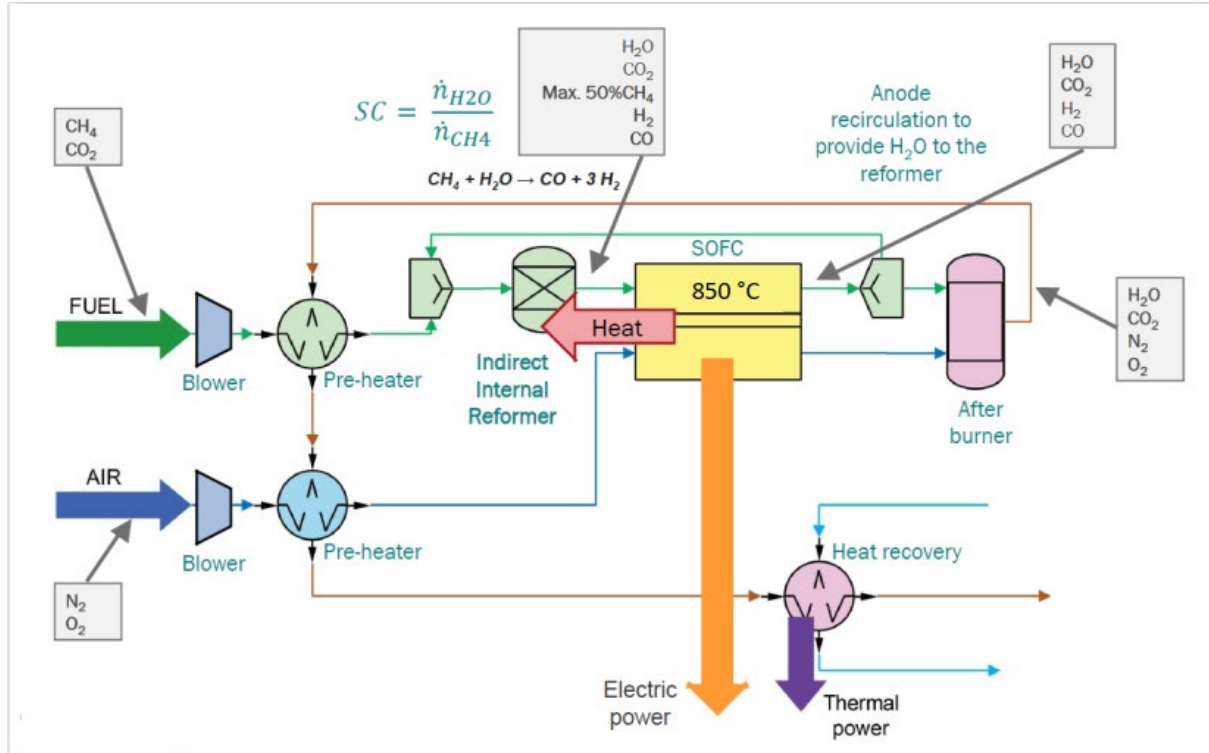 H₂O
CO₂
Max. 50%CH₄
H₂
CO
SC = ṅH2O / ṅCH4
CH₄ + H₂O → CO + 3 H₂
Anode
recirculation to
provide H₂O to the
reformer
H₂O
CO₂
H₂
CO
CH₄
CO₂
SOFC
850 °C
FUEL
Heat
H₂O
CO₂
N₂
O₂
Blower
Pre-heater
Indirect
Internal
Reformer
After
burner
AIR
Blower
Pre-heater
Heat recovery
N₂
O₂
Electric
power
Thermal
power